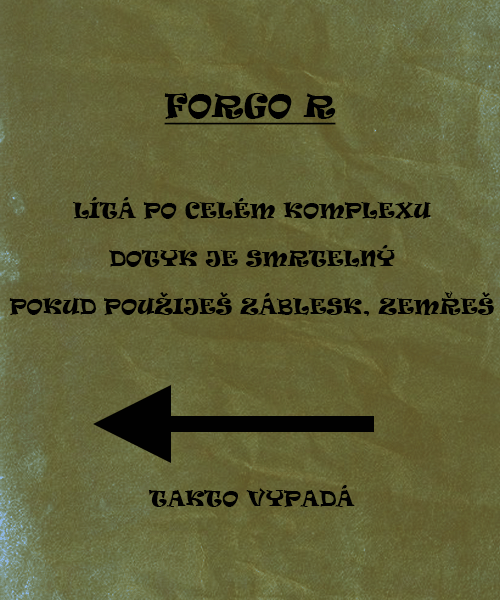 FORGO R
LÍTÁ PO CELÉM KOMPLEXU
DOTYK JE SMRTELNÝ
POKUD POUŽIJEŠ ZÁBLESK, ZEMŘEŠ
TAKTO VYPADÁ